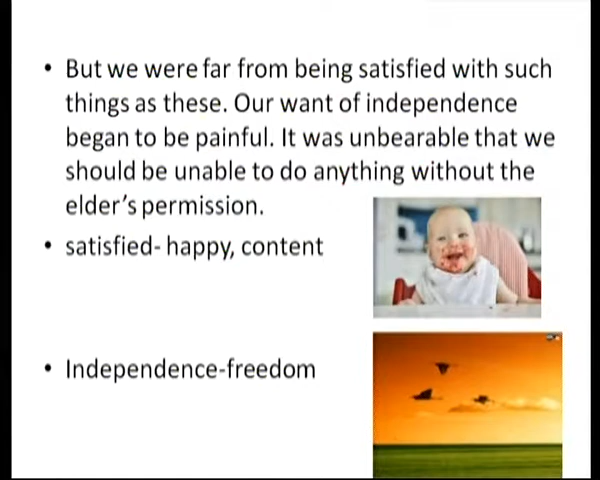 • But we were far from being satisfied with such
things as these. Our want of independence
began to be painful. It was unbearable that we
should be unable to do anything without the
elder's permission.
• satisfied- happy, content
• Independence-freedom